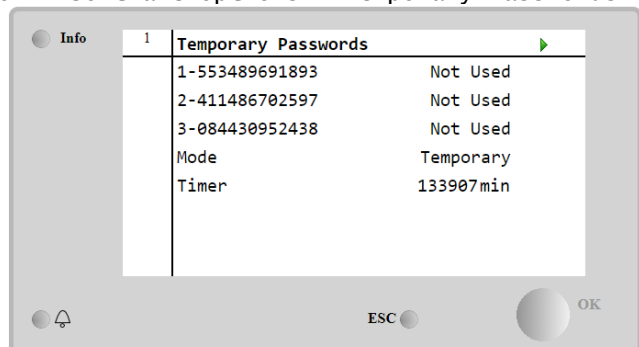 Info
1 Temporary Passwords
1-553489691893 Not Used
2-411486702597 Not Used
3-084430952438 Not Used
Mode Temporary
Timer 133907min
ESC OK